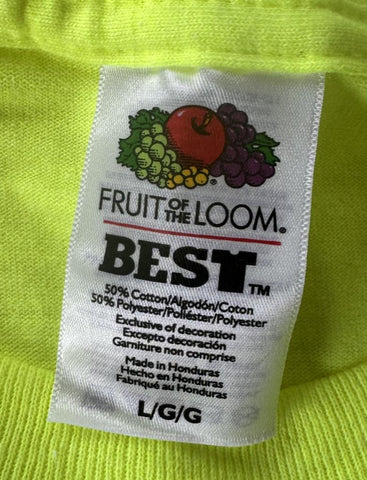 FRUIT OF THE LOOM®
BEST™
50% Cotton/Algodón/Coton
50% Polyester/Poliéster/Polyester
Exclusive of decoration
Excepto decoración
Garniture non comprise
Made in Honduras
Hecho en Honduras
Fabriqué au Honduras
L/G/G